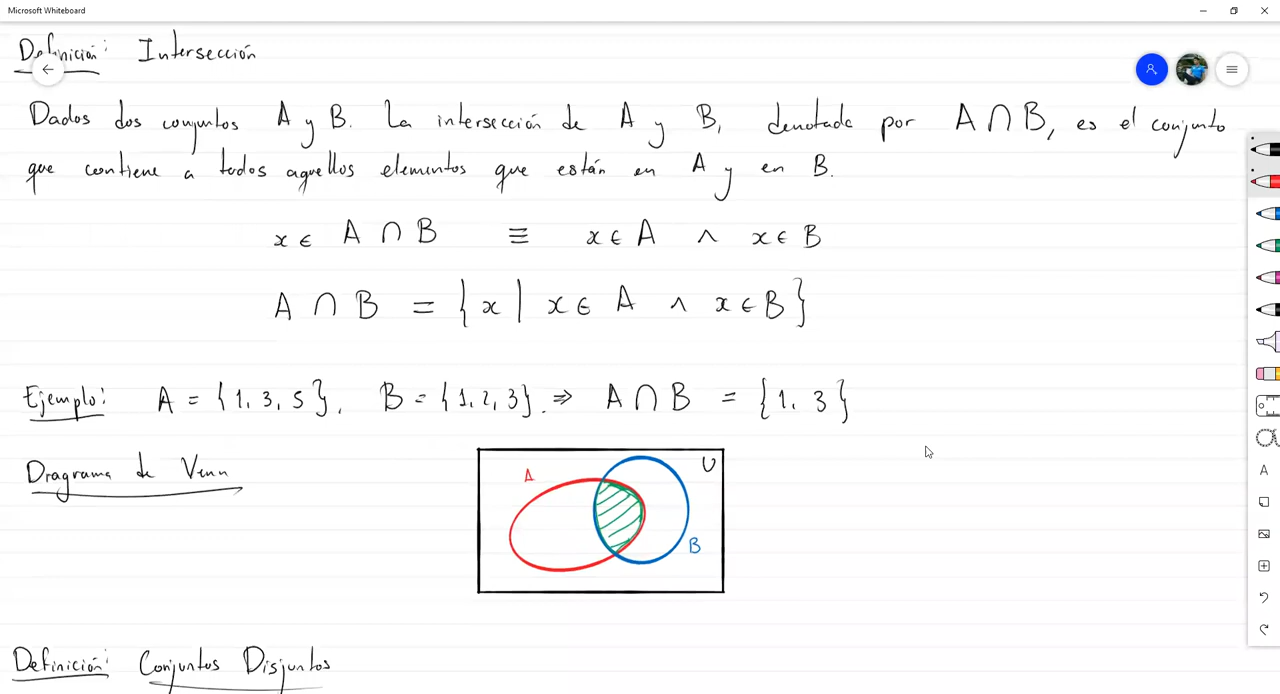 Microsoft Whiteboard
Definición: Intersección
Dados dos conjuntos A y B. La intersección de A y B, denotada por A ∩ B, es el conjunto
que contiene a todos aquellos elementos que están en A y en B.
x ∈ A ∩ B ≡ x ∈ A ∧ x ∈ B
A ∩ B = {x | x ∈ A ∧ x ∈ B}
Ejemplo: A = {1, 3, 5}, B = {1, 2, 3}. ⇒ A ∩ B = {1, 3}
Diagrama de Venn
A
U
B
Definición: Conjuntos Disjuntos
A